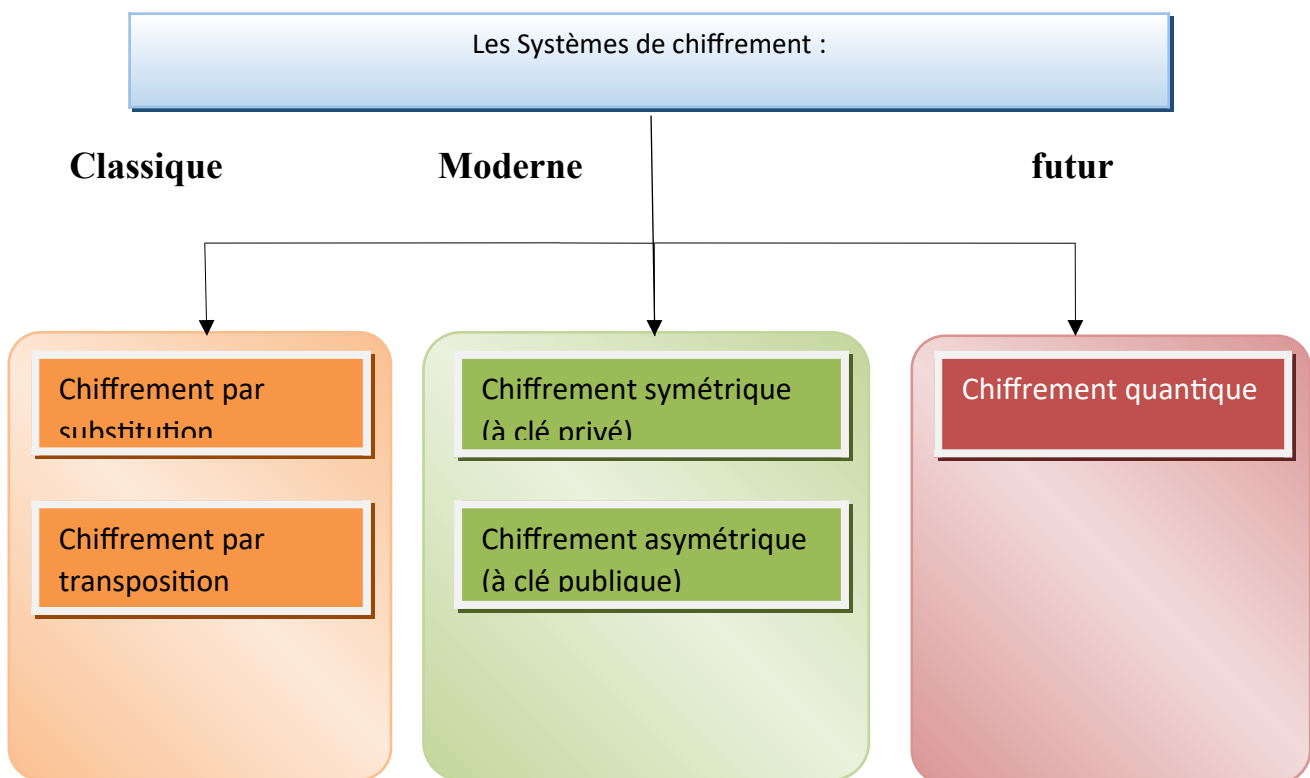 Les Systèmes de chiffrement :
Classique
Moderne
futur
Chiffrement par
substitution
Chiffrement par
transposition
Chiffrement symétrique
(à clé privé)
Chiffrement asymétrique
(à clé publique)
Chiffrement quantique